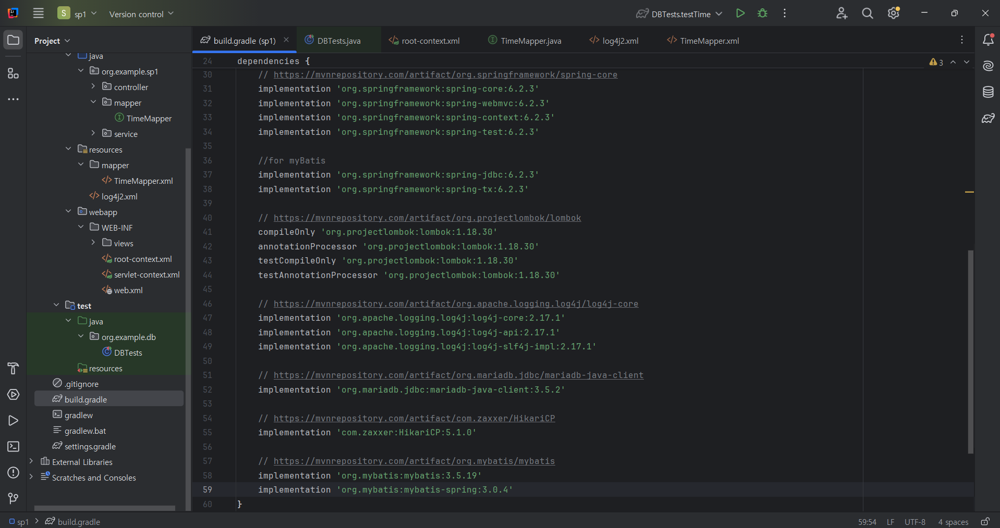 S sp1 Version control DBTests.testTime
Project
build.gradle (sp1) DBTests.java root-context.xml TimeMapper.java log4j2.xml TimeMapper.xml
java
org.example.sp1
controller
mapper
TimeMapper
service
resources
mapper
TimeMapper.xml
log4j2.xml
webapp
WEB-INF
views
root-context.xml
servlet-context.xml
web.xml
test
java
org.example.db
DBTests
resources
.gitignore
build.gradle
gradlew
gradlew.bat
settings.gradle
External Libraries
Scratches and Consoles
24 dependencies { 3
30 // https://mvnrepository.com/artifact/org.springframework/spring-core
31 implementation 'org.springframework:spring-core:6.2.3'
32 implementation 'org.springframework:spring-webmvc:6.2.3'
33 implementation 'org.springframework:spring-context:6.2.3'
34 implementation 'org.springframework:spring-test:6.2.3'
35
36 //for myBatis
37 implementation 'org.springframework:spring-jdbc:6.2.3'
38 implementation 'org.springframework:spring-tx:6.2.3'
39
40 // https://mvnrepository.com/artifact/org.projectlombok/lombok
41 compileOnly 'org.projectlombok:lombok:1.18.30'
42 annotationProcessor 'org.projectlombok:lombok:1.18.30'
43 testCompileOnly 'org.projectlombok:lombok:1.18.30'
44 testAnnotationProcessor 'org.projectlombok:lombok:1.18.30'
45
46 // https://mvnrepository.com/artifact/org.apache.logging.log4j/log4j-core
47 implementation 'org.apache.logging.log4j:log4j-core:2.17.1'
48 implementation 'org.apache.logging.log4j:log4j-api:2.17.1'
49 implementation 'org.apache.logging.log4j:log4j-slf4j-impl:2.17.1'
50
51 // https://mvnrepository.com/artifact/org.mariadb.jdbc/mariadb-java-client
52 implementation 'org.mariadb.jdbc:mariadb-java-client:3.5.2'
53
54 // https://mvnrepository.com/artifact/com.zaxxer/HikariCP
55 implementation 'com.zaxxer:HikariCP:5.1.0'
56
57 // https://mvnrepository.com/artifact/org.mybatis/mybatis
58 implementation 'org.mybatis:mybatis:3.5.19'
59 implementation 'org.mybatis:mybatis-spring:3.0.4'
60 }
sp1 > build.gradle 59:54 LF UTF-8 4 spaces